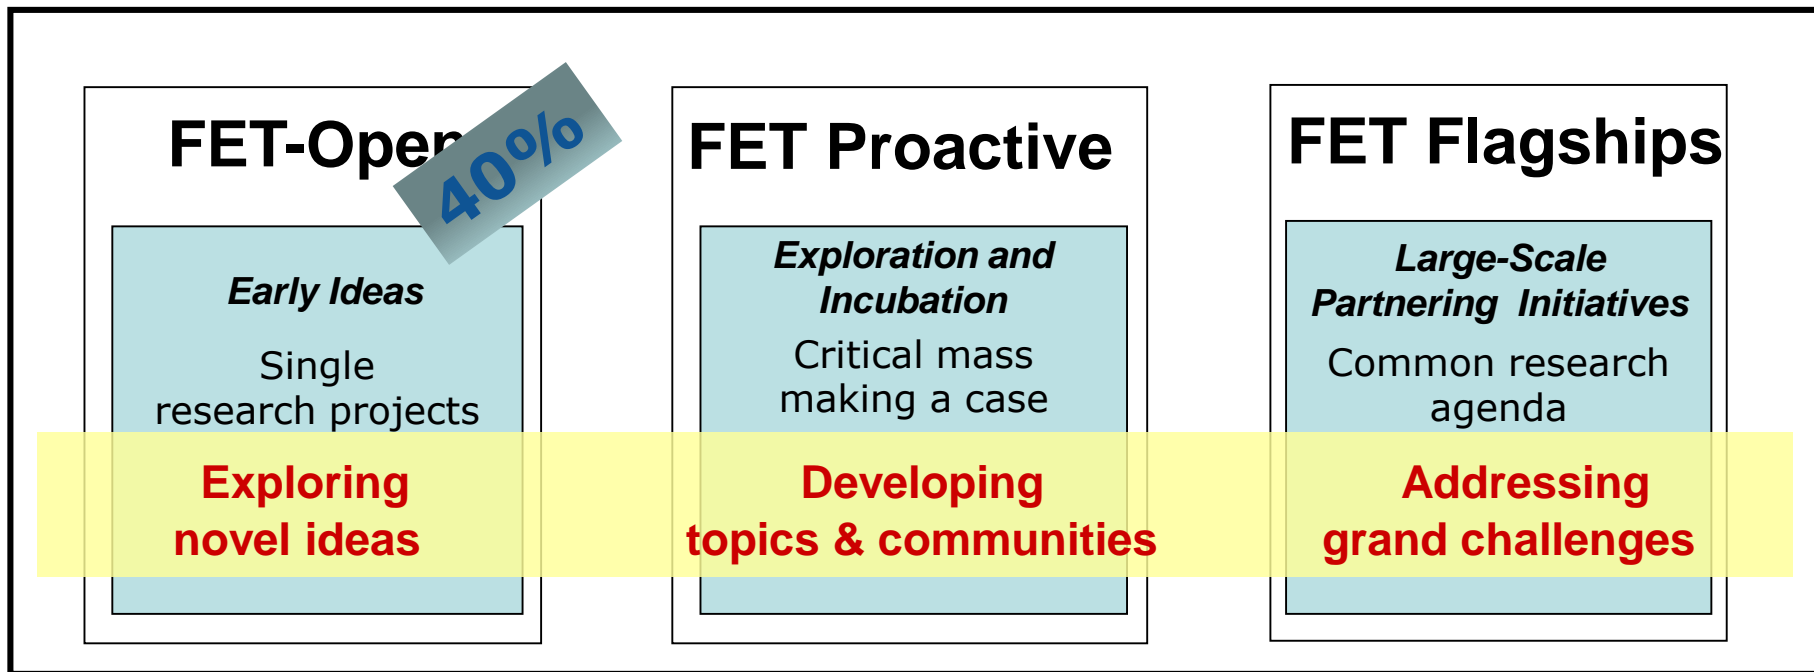 FET-Open
40%
Early Ideas
Single
research projects
Exploring
novel ideas
FET Proactive
Exploration and
Incubation
Critical mass
making a case
Developing
topics & communities
FET Flagships
Large-Scale
Partnering Initiatives
Common research
agenda
Addressing
grand challenges